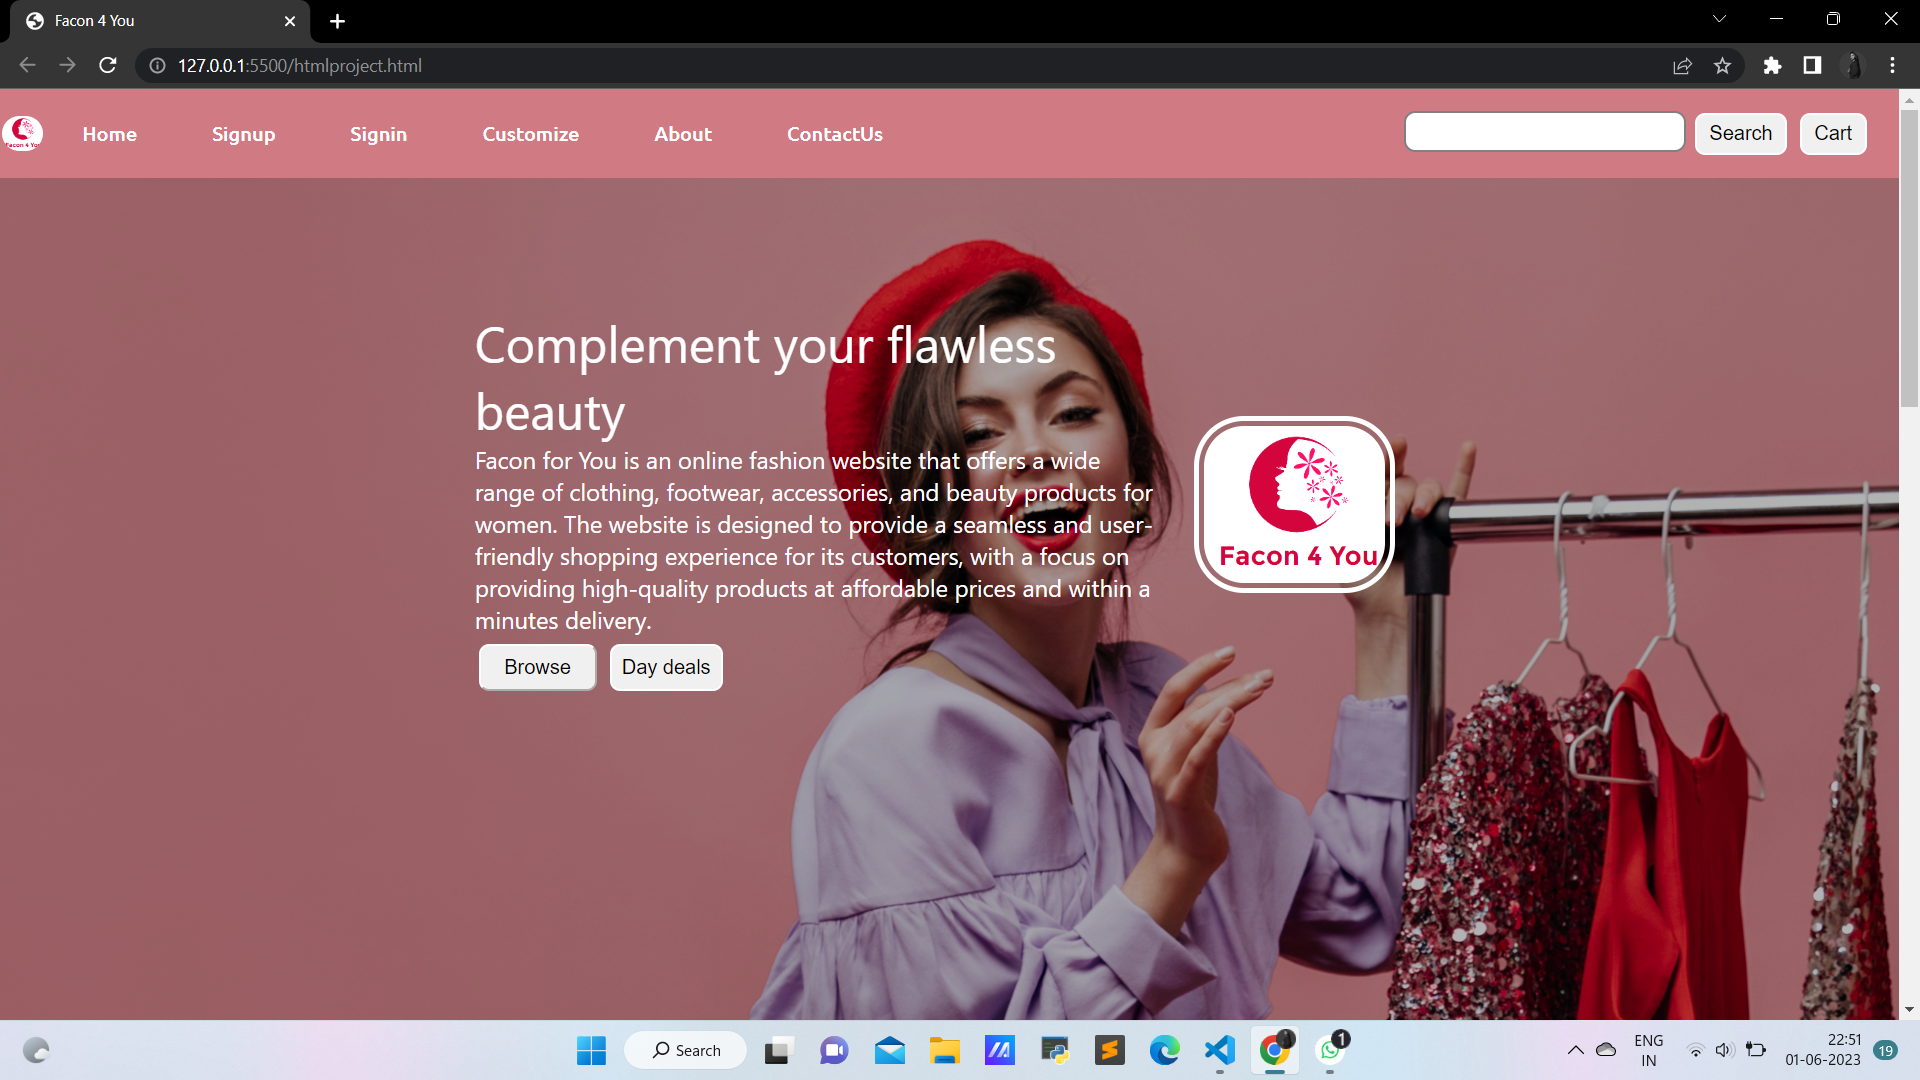 Facon 4 You
127.0.0.1:5500/htmlproject.html
Facon 4 You
Home
Signup
Signin
Customize
About
ContactUs
Search
Cart
Complement your flawless
beauty
Facon for You is an online fashion website that offers a wide
range of clothing, footwear, accessories, and beauty products for
women. The website is designed to provide a seamless and user-
friendly shopping experience for its customers, with a focus on
providing high-quality products at affordable prices and within a
minutes delivery.
Facon 4 You
Browse
Day deals
Search
1
ENG
IN
22:51
01-06-2023
19